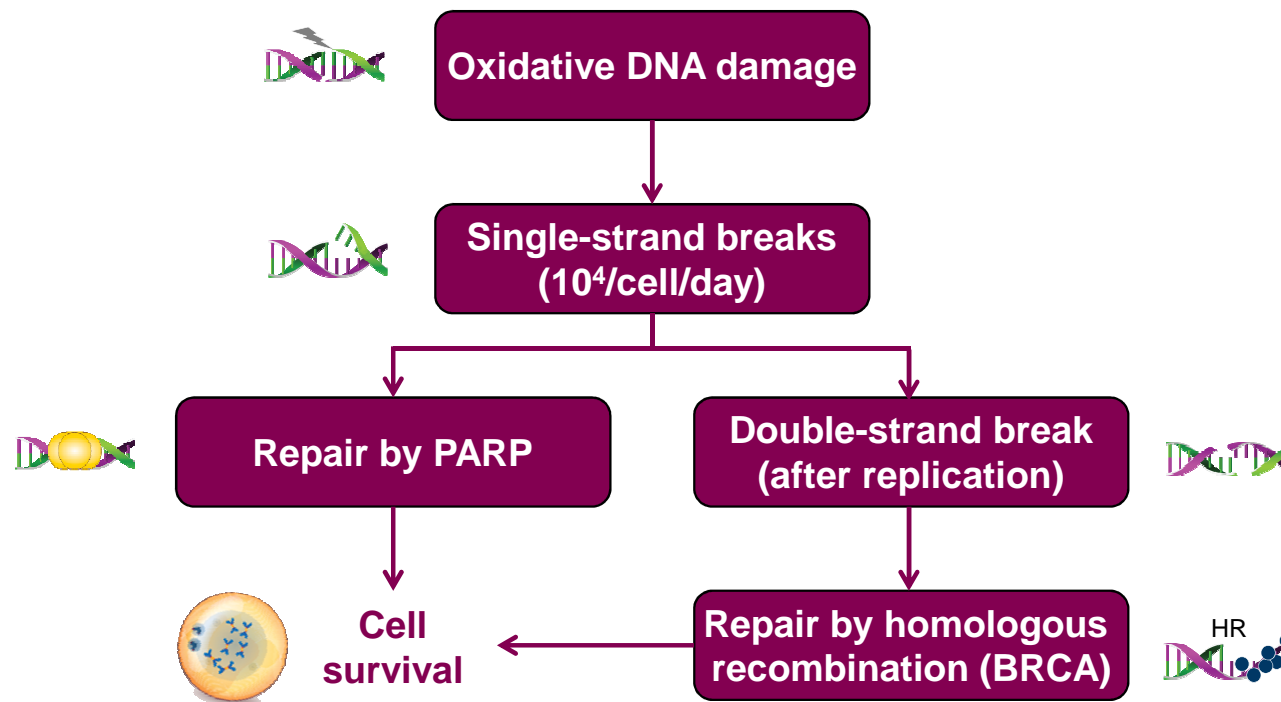 Oxidative DNA damage
Single-strand breaks
(10⁴/cell/day)
Repair by PARP
Double-strand break
(after replication)
Cell
survival
Repair by homologous
recombination (BRCA)
HR